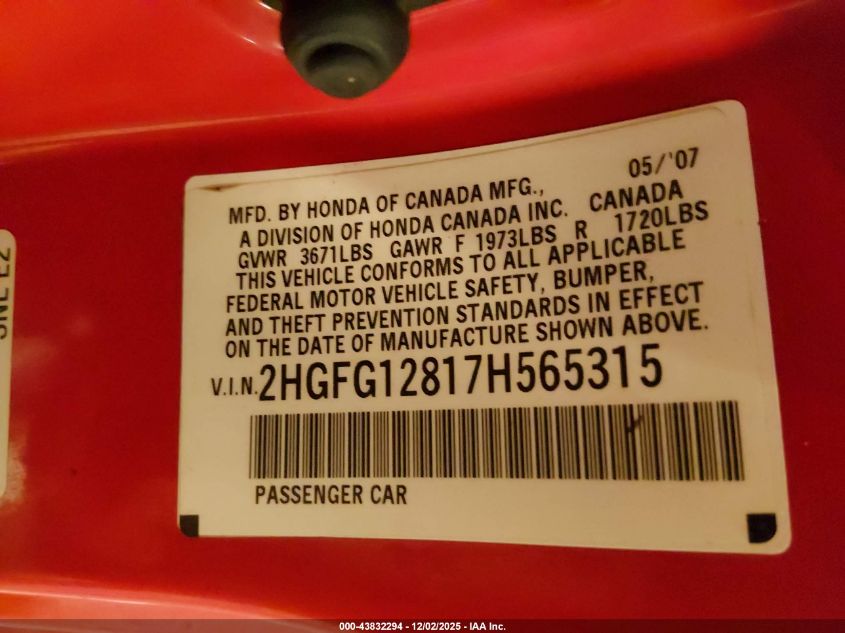 05/'07
MFD. BY HONDA OF CANADA MFG., CANADA
A DIVISION OF HONDA CANADA INC.
GVWR 3671LBS GAWR F 1973LBS R 1720LBS
THIS VEHICLE CONFORMS TO ALL APPLICABLE
FEDERAL MOTOR VEHICLE SAFETY, BUMPER,
AND THEFT PREVENTION STANDARDS IN EFFECT
ON THE DATE OF MANUFACTURE SHOWN ABOVE.
V.I.N. 2HGFG12817H565315
PASSENGER CAR
000-43832294 - 12/02/2025 - IAA Inc.